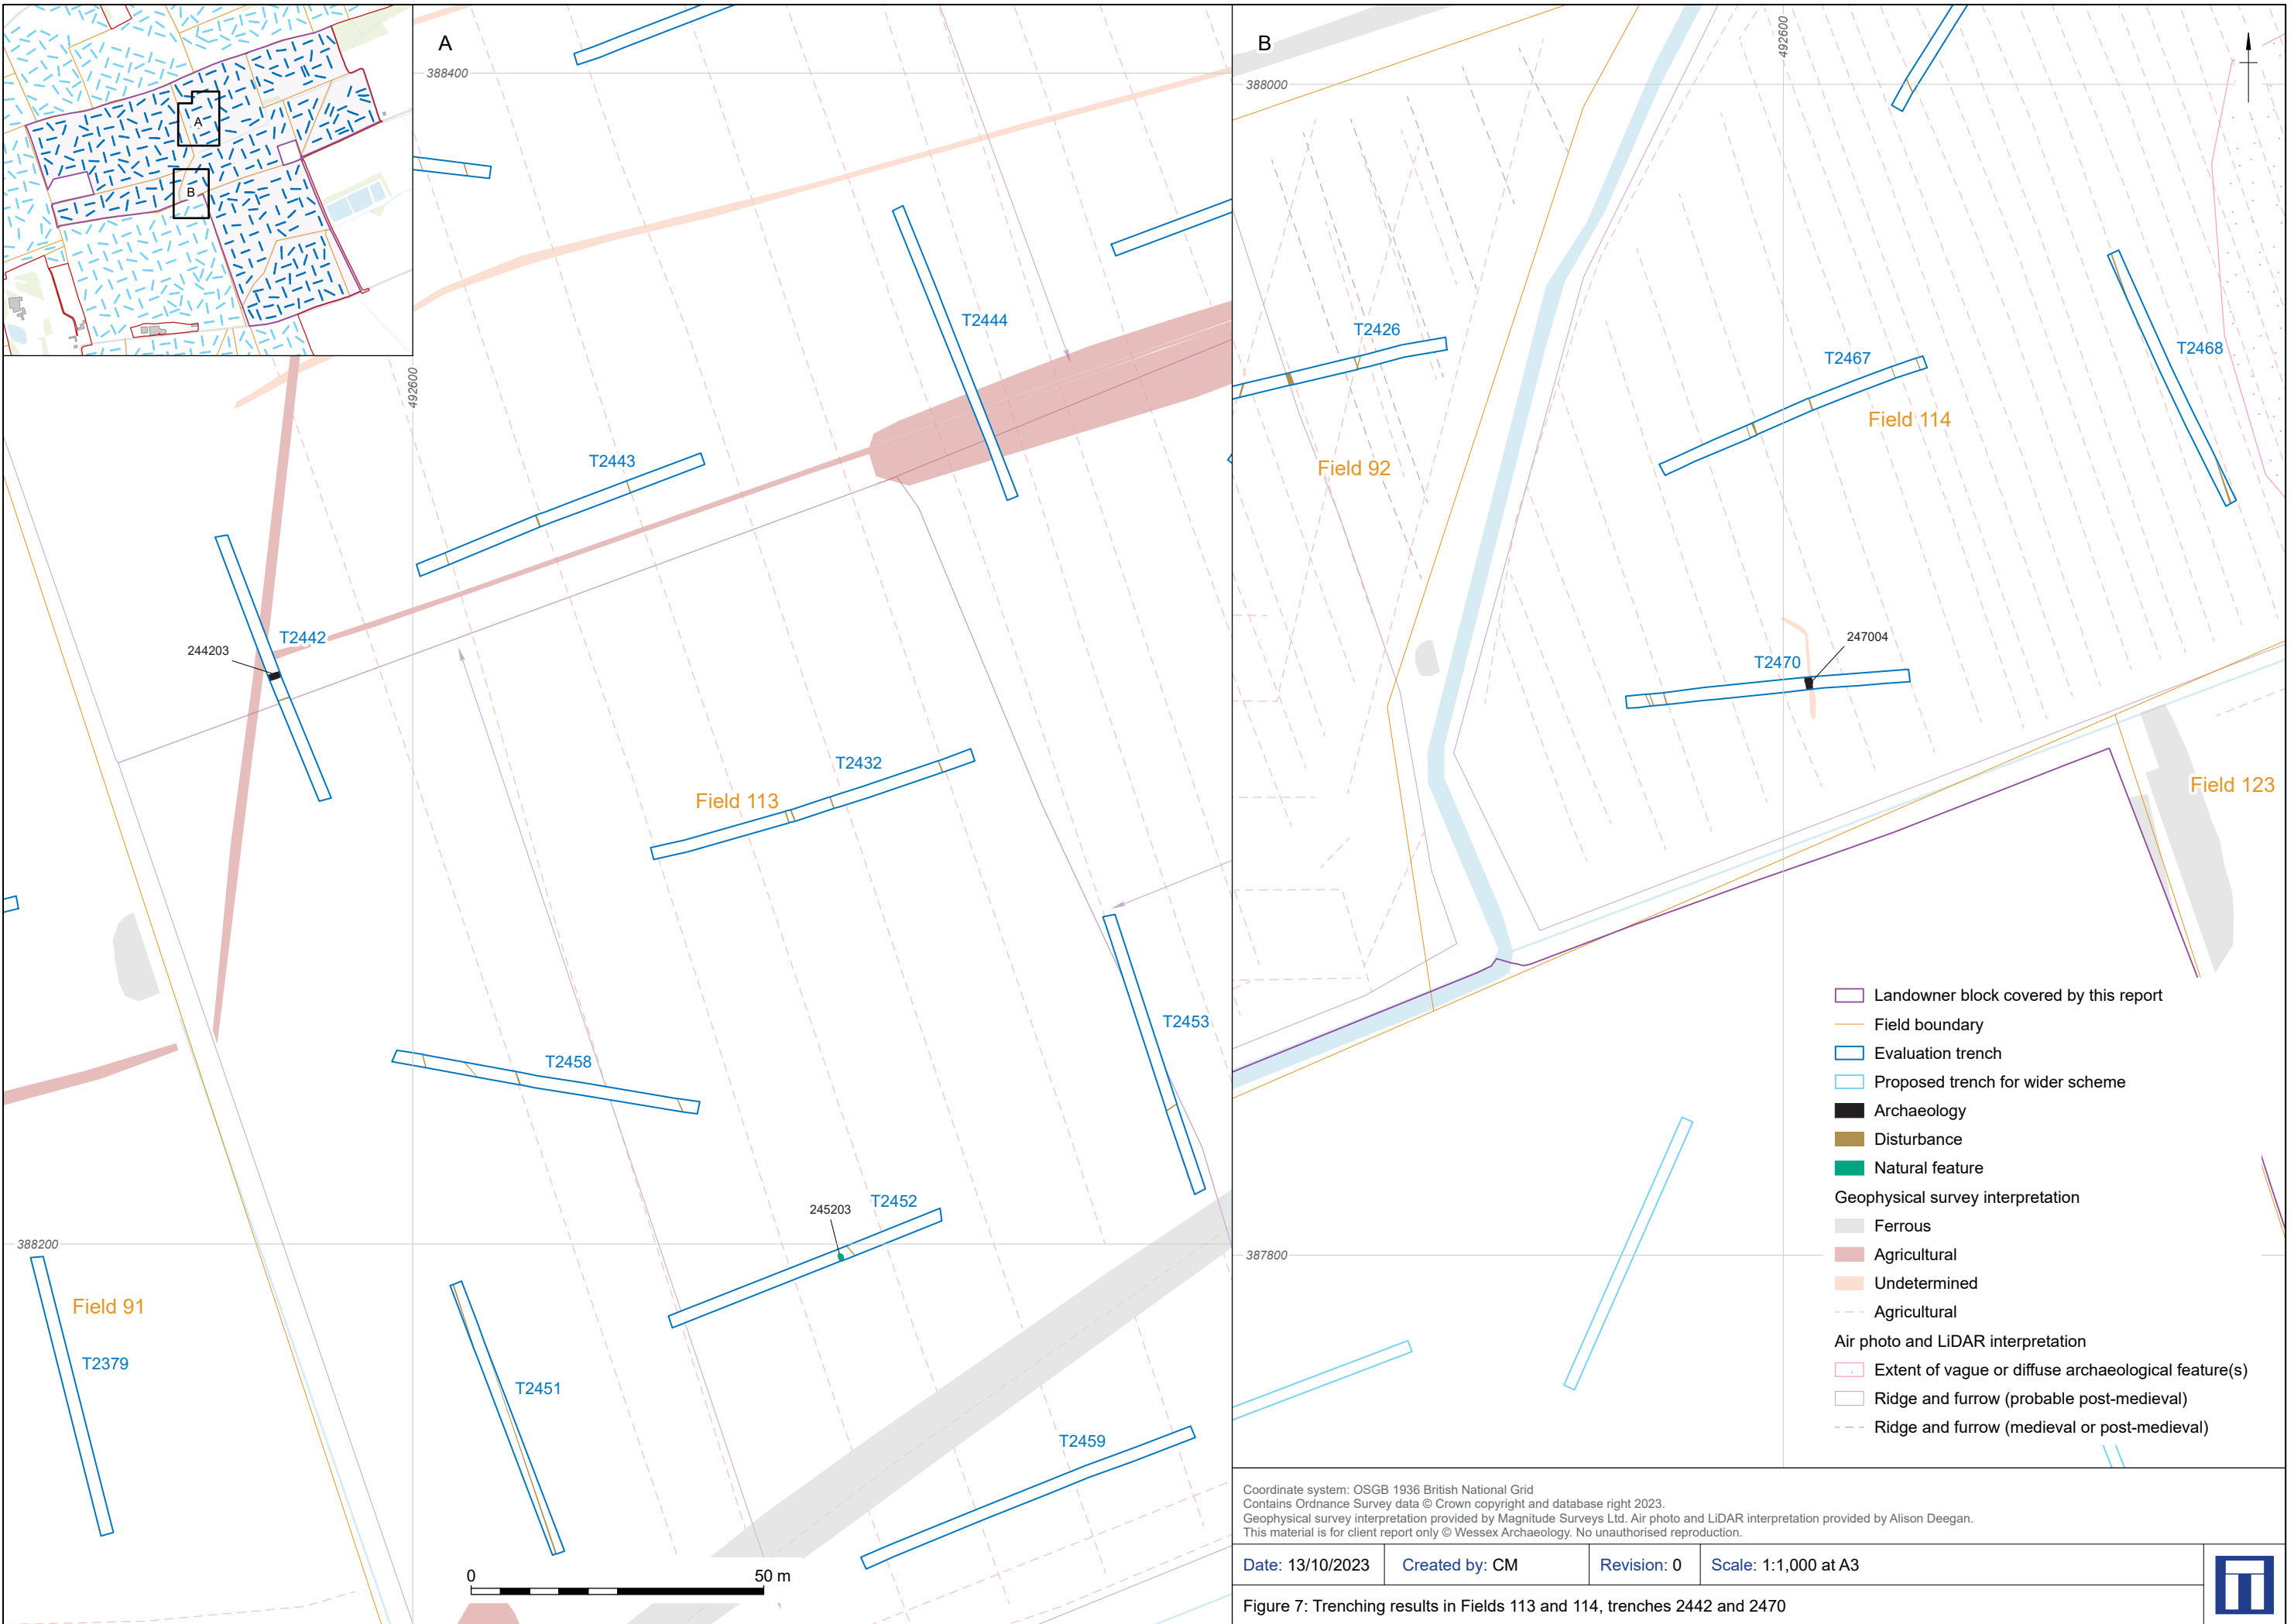 A
B
A
388400
492600
T2444
T2443
T2442
244203
T2432
Field 113
T2453
T2458
T2452
245203
388200
Field 91
T2379
T2451
T2459
0 50 m
B
388000
492600
T2426
T2467
T2468
Field 114
Field 92
T2470
247004
Field 123
387800
Landowner block covered by this report
Field boundary
Evaluation trench
Proposed trench for wider scheme
Archaeology
Disturbance
Natural feature
Geophysical survey interpretation
Ferrous
Agricultural
Undetermined
Agricultural
Air photo and LiDAR interpretation
Extent of vague or diffuse archaeological feature(s)
Ridge and furrow (probable post-medieval)
Ridge and furrow (medieval or post-medieval)
Coordinate system: OSGB 1936 British National Grid
Contains Ordnance Survey data © Crown copyright and database right 2023.
Geophysical survey interpretation provided by Magnitude Surveys Ltd. Air photo and LiDAR interpretation provided by Alison Deegan.
This material is for client report only © Wessex Archaeology. No unauthorised reproduction.
Date: 13/10/2023 Created by: CM Revision: 0 Scale: 1:1,000 at A3
Figure 7: Trenching results in Fields 113 and 114, trenches 2442 and 2470